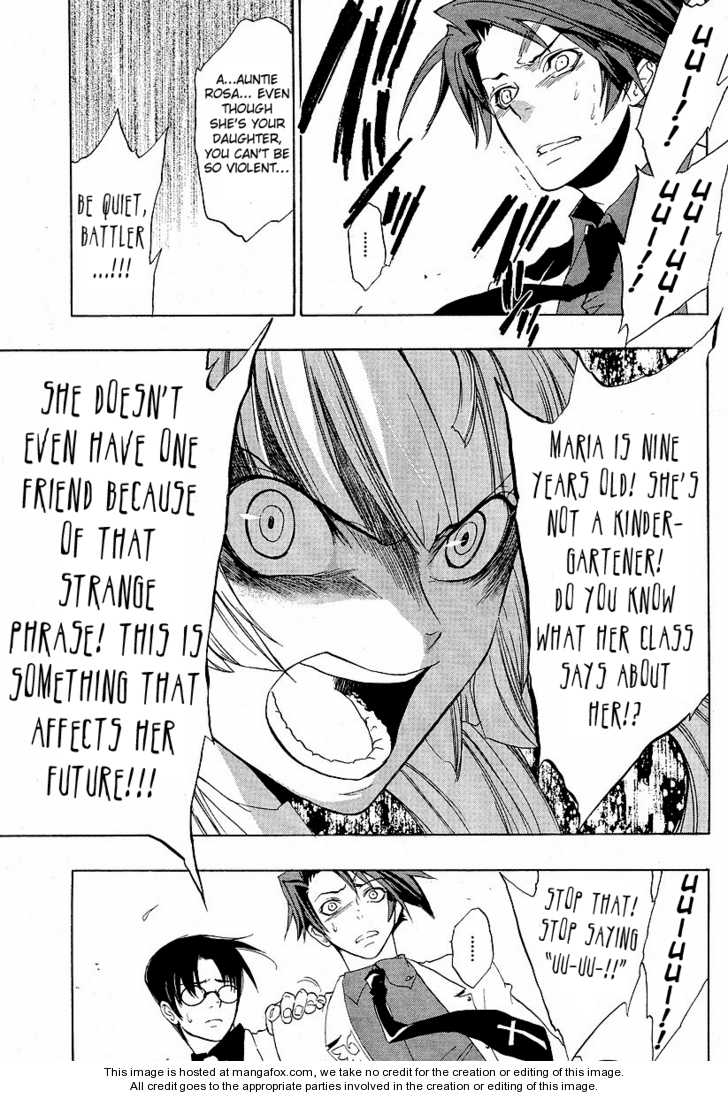 UU!!
UUUUUU!!
A...AUNTIE
ROSA... EVEN
THOUGH
SHE'S YOUR
DAUGHTER,
YOU CAN'T BE
SO VIOLENT...
BE QUIET,
BATTLER
...!!!
MARIA IS NINE
YEARS OLD! SHE'S
NOT A KINDER-
GARTENER!
DO YOU KNOW
WHAT HER CLASS
SAYS ABOUT
HER!?
SHE DOESN'T
EVEN HAVE ONE
FRIEND BECAUSE
OF THAT
STRANGE
PHRASE! THIS IS
SOMETHING THAT
AFFECTS HER
FUTURE!!!
STOP THAT!
STOP SAYING
"UU-UU-!!"
This image is hosted at mangafox.com, we take no credit for the creation or editing of this image.
All credit goes to the appropriate parties involved in the creation or editing of this image.